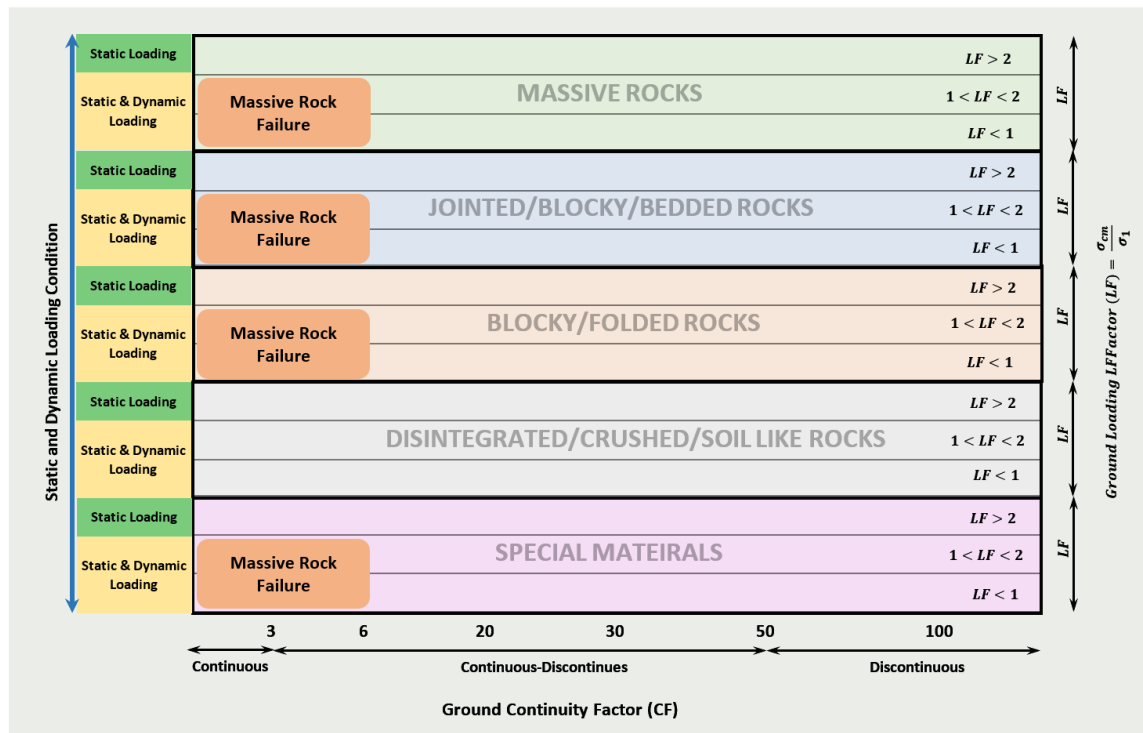 Static and Dynamic Loading Condition
Static Loading
LF > 2
Static & Dynamic
Loading
Massive Rock
Failure
MASSIVE ROCKS
1 < LF < 2
LF < 1
LF
Static Loading
LF > 2
Static & Dynamic
Loading
Massive Rock
Failure
JOINTED/BLOCKY/BEDDED ROCKS
1 < LF < 2
LF < 1
LF
Static Loading
LF > 2
Static & Dynamic
Loading
Massive Rock
Failure
BLOCKY/FOLDED ROCKS
1 < LF < 2
LF < 1
LF
Static Loading
LF > 2
Static & Dynamic
Loading
DISINTEGRATED/CRUSHED/SOIL LIKE ROCKS
1 < LF < 2
LF < 1
LF
Static Loading
LF > 2
Static & Dynamic
Loading
Massive Rock
Failure
SPECIAL MATEIRALS
1 < LF < 2
LF < 1
LF
Ground Loading LFFactor (LF) = σcm/σ1
3 6 20 30 50 100
Continuous Continuous-Discontinues Discontinuous
Ground Continuity Factor (CF)